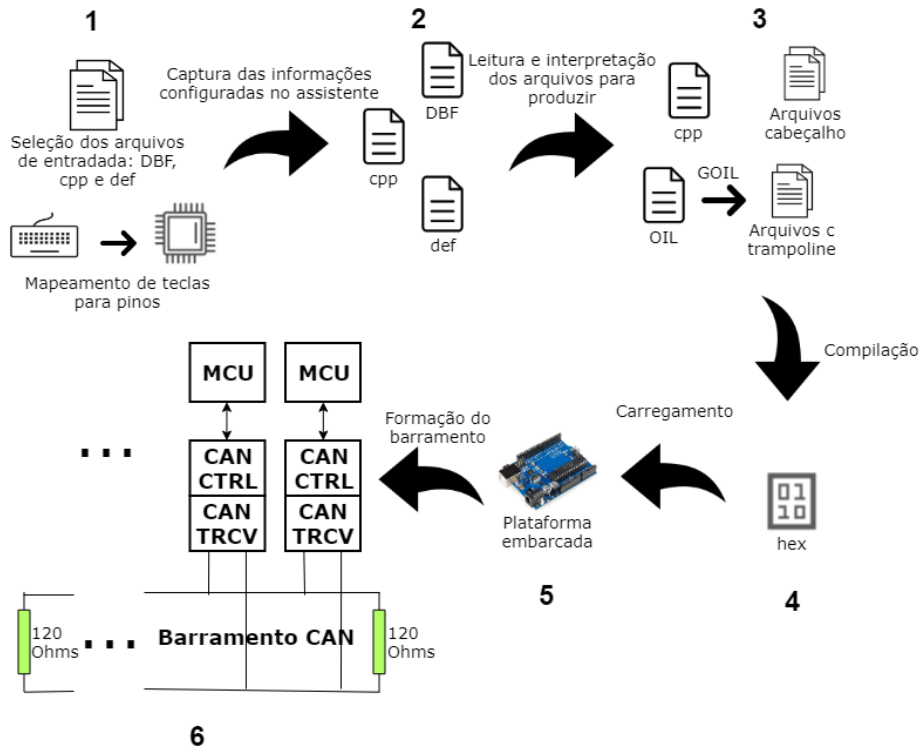 1
Seleção dos arquivos
de entradada: DBF,
cpp e def
Mapeamento de teclas
para pinos
Captura das informações
configuradas no assistente
2
DBF
cpp
def
Leitura e interpretação
dos arquivos para
produzir
3
cpp
Arquivos
cabeçalho
OIL
GOIL
Arquivos c
trampoline
Compilação
hex
4
Carregamento
Plataforma
embarcada
5
Formação do
barramento
MCU
MCU
CAN
CTRL
CAN
TRCV
CAN
CTRL
CAN
TRCV
...
120
Ohms
... Barramento CAN
120
Ohms
6